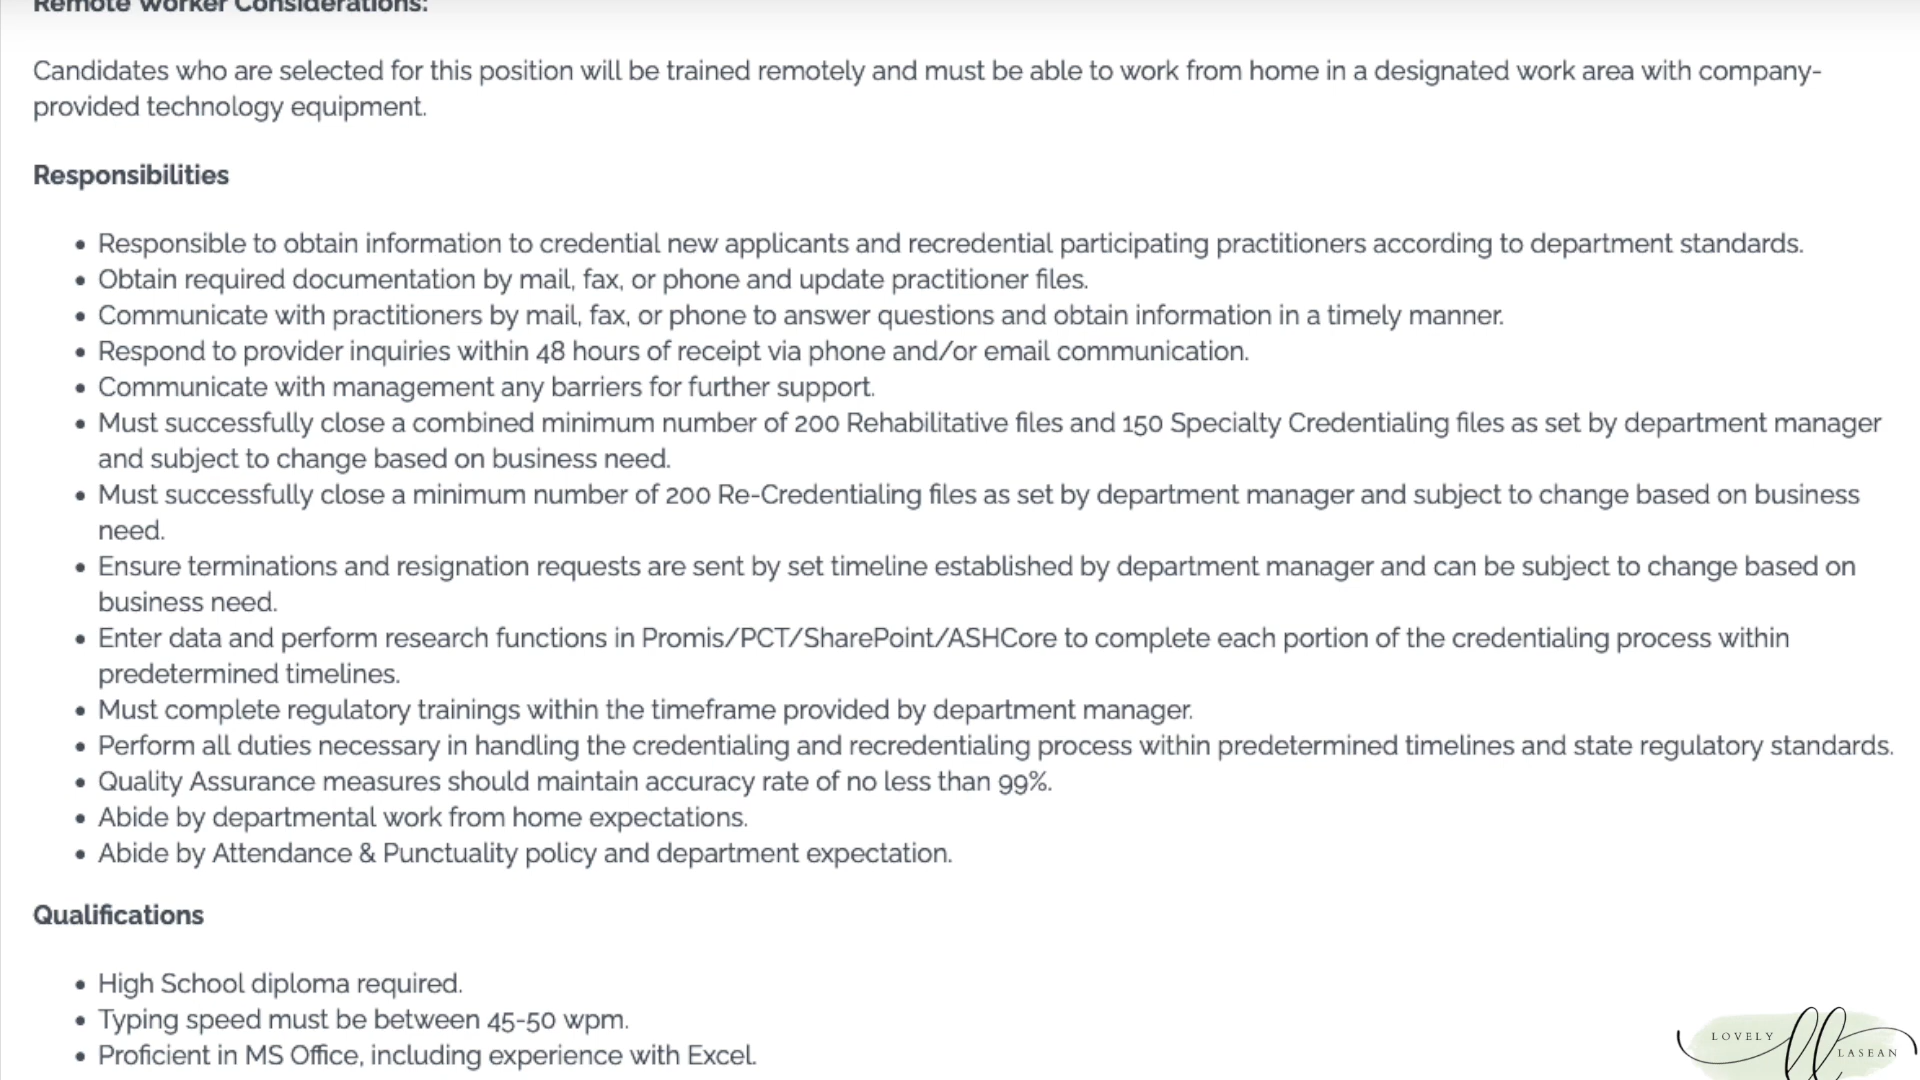 Remote Worker Considerations:
Candidates who are selected for this position will be trained remotely and must be able to work from home in a designated work area with company-
provided technology equipment.
Responsibilities
• Responsible to obtain information to credential new applicants and recredential participating practitioners according to department standards.
• Obtain required documentation by mail, fax, or phone and update practitioner files.
• Communicate with practitioners by mail, fax, or phone to answer questions and obtain information in a timely manner.
• Respond to provider inquiries within 48 hours of receipt via phone and/or email communication.
• Communicate with management any barriers for further support.
• Must successfully close a combined minimum number of 200 Rehabilitative files and 150 Specialty Credentialing files as set by department manager
and subject to change based on business need.
• Must successfully close a minimum number of 200 Re-Credentialing files as set by department manager and subject to change based on business
need.
• Ensure terminations and resignation requests are sent by set timeline established by department manager and can be subject to change based on
business need.
• Enter data and perform research functions in Promis/PCT/SharePoint/ASHCore to complete each portion of the credentialing process within
predetermined timelines.
• Must complete regulatory trainings within the timeframe provided by department manager.
• Perform all duties necessary in handling the credentialing and recredentialing process within predetermined timelines and state regulatory standards.
• Quality Assurance measures should maintain accuracy rate of no less than 99%.
• Abide by departmental work from home expectations.
• Abide by Attendance & Punctuality policy and department expectation.
Qualifications
• High School diploma required.
• Typing speed must be between 45-50 wpm.
• Proficient in MS Office, including experience with Excel.
LOVELY ll LASEAN